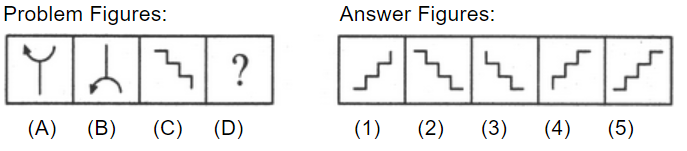 Problem Figures: Answer Figures:
?
(A) (B) (C) (D) (1) (2) (3) (4) (5)